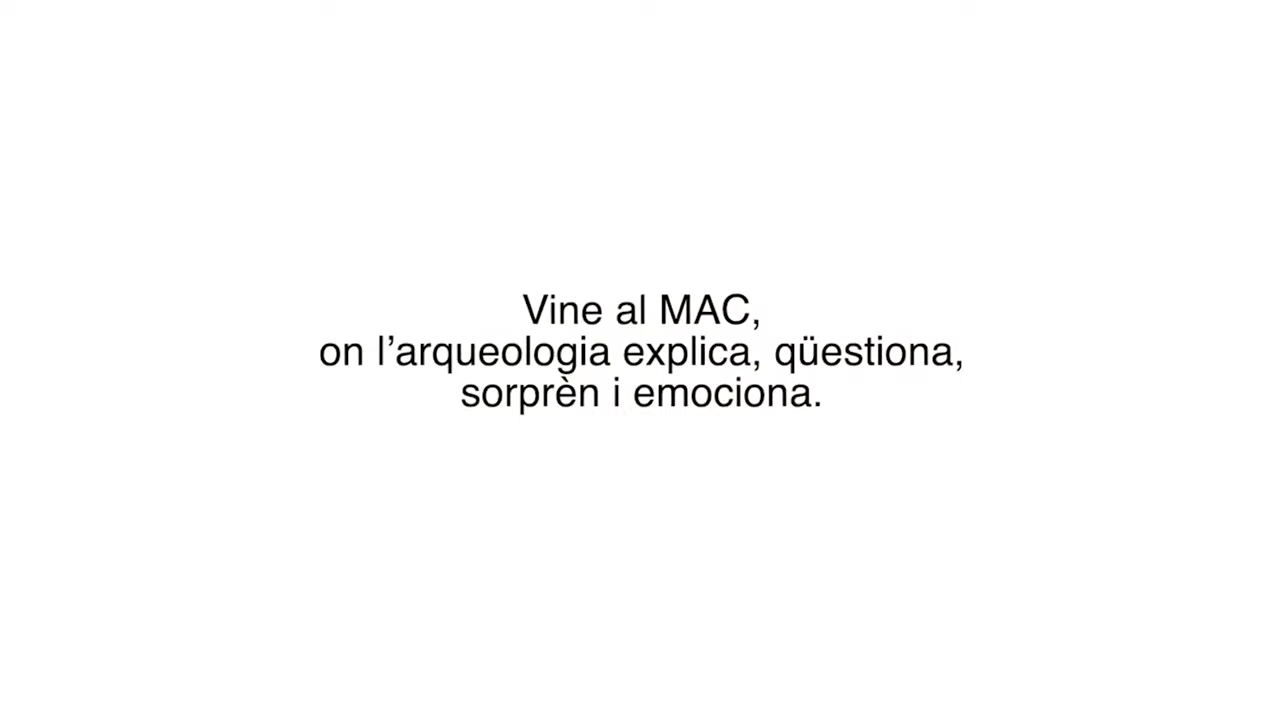 Vine al MAC,
on l’arqueologia explica, qüestiona,
sorprèn i emociona.